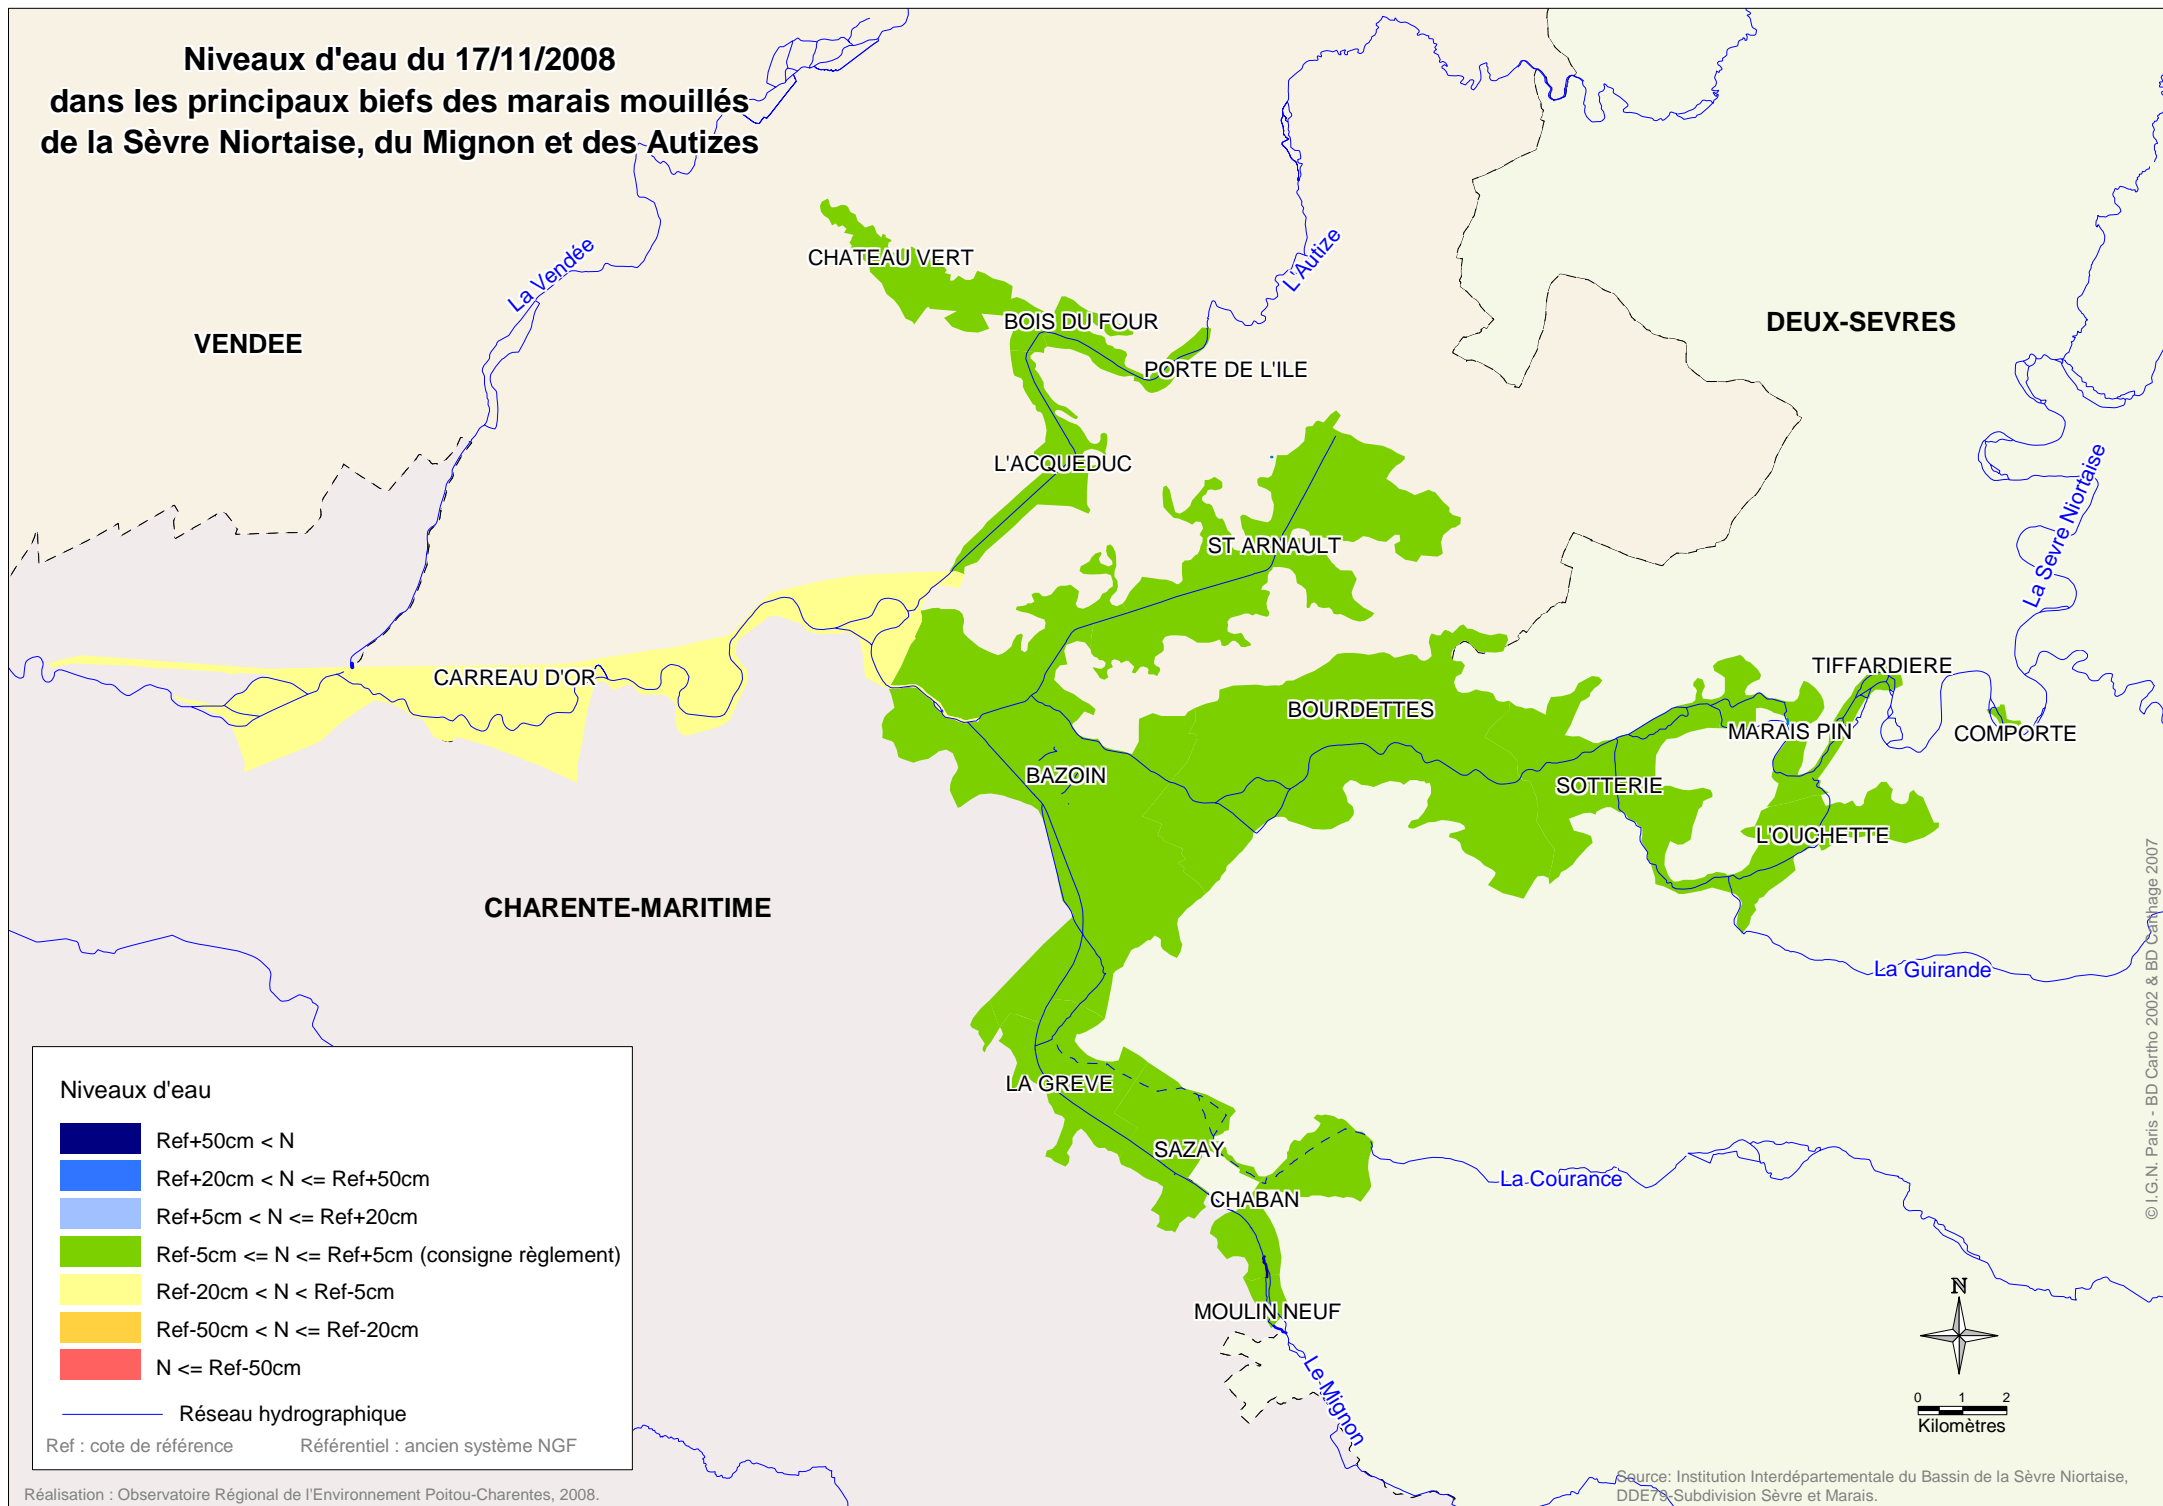 Niveaux d'eau du 17/11/2008
dans les principaux biefs des marais mouillés
de la Sèvre Niortaise, du Mignon et des Autizes
La Vendée
L'Autize
CHATEAU VERT
VENDEE
BOIS DU FOUR
DEUX-SEVRES
PORTE DE L'ILE
L'ACQUEDUC
ST ARNAULT
La Sevre Niortaise
CARREAU D'OR
TIFFARDIERE
BOURDETTES
MARAIS PIN
COMPORTE
BAZOIN
SOTTERIE
L'OUCHETTE
CHARENTE-MARITIME
La Guirande
LA GREVE
SAZAY
La Courance
CHABAN
MOULIN NEUF
Le Mignon
Niveaux d'eau
Ref+50cm < N
Ref+20cm < N <= Ref+50cm
Ref+5cm < N <= Ref+20cm
Ref-5cm <= N <= Ref+5cm (consigne règlement)
Ref-20cm < N < Ref-5cm
Ref-50cm < N <= Ref-20cm
N <= Ref-50cm
Réseau hydrographique
Ref : cote de référence Référentiel : ancien système NGF
N
0 1 2
Kilomètres
© I.G.N. Paris - BD Cartho 2002 & BD Carthage 2007
Réalisation : Observatoire Régional de l'Environnement Poitou-Charentes, 2008.
Source: Institution Interdépartementale du Bassin de la Sèvre Niortaise,
DDE79-Subdivision Sèvre et Marais.